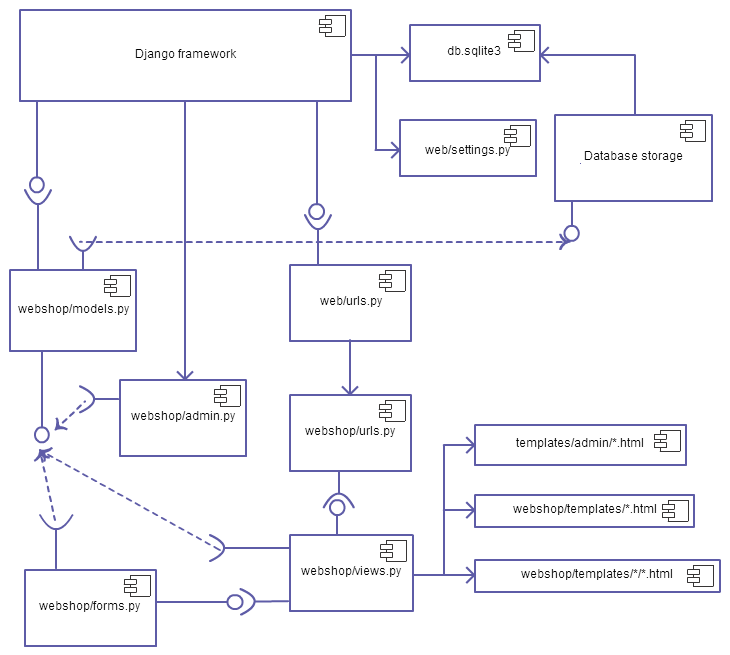 Django framework
db.sqlite3
web/settings.py
Database storage
webshop/models.py
web/urls.py
webshop/admin.py
webshop/urls.py
templates/admin/*.html
webshop/templates/*.html
webshop/views.py
webshop/templates/*/*.html
webshop/forms.py